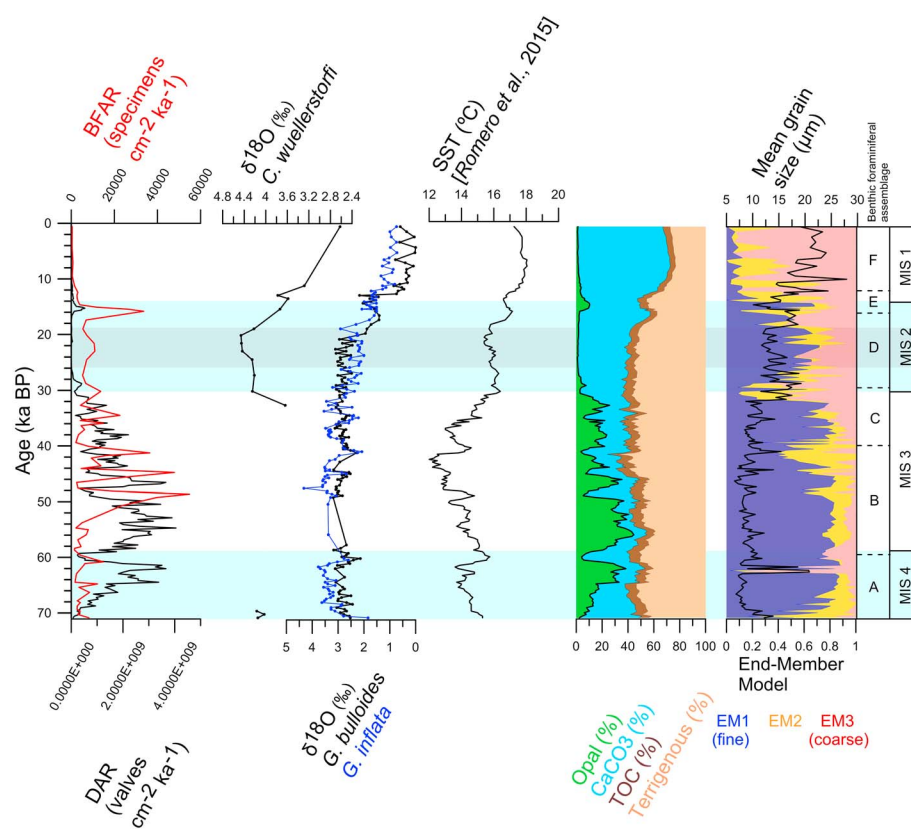 BFAR
(specimens
cm-2 ka-1)
0 20000 40000 60000
δ18O (‰)
C. wuellerstorfi
4.8 4.4 4 3.6 3.2 2.8 2.4
SST (ºC)
[Romero et al., 2015]
12 14 16 18 20
Mean grain
size (µm)
5 10 15 20 25 30
Benthic foraminiferal
assemblage
Age (ka BP)
0
10
20
30
40
50
60
70
F
E
D
C
B
A
MIS 1
MIS 2
MIS 3
MIS 4
0.0000E+000 2.0000E+009 4.0000E+009
DAR
(valves
cm-2 ka-1)
5 4 3 2 1 0
δ18O (‰)
G. bulloides
G. inflata
0 20 40 60 80 100
Opal (%)
CaCO3 (%)
TOC (%)
Terrigenous (%)
0 0.2 0.4 0.6 0.8 1
End-Member
Model
EM1
(fine)
EM2
EM3
(coarse)